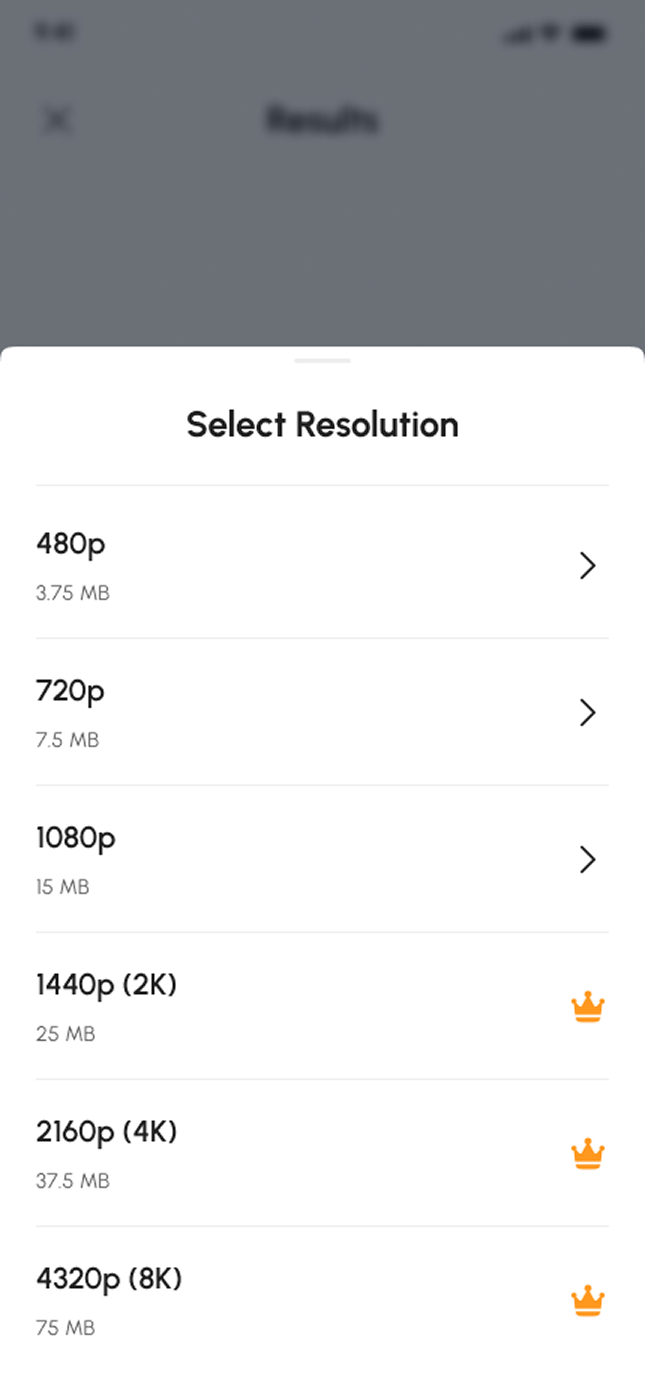 Results
Select Resolution
480p
3.75 MB
720p
7.5 MB
1080p
15 MB
1440p (2K)
25 MB
2160p (4K)
37.5 MB
4320p (8K)
75 MB